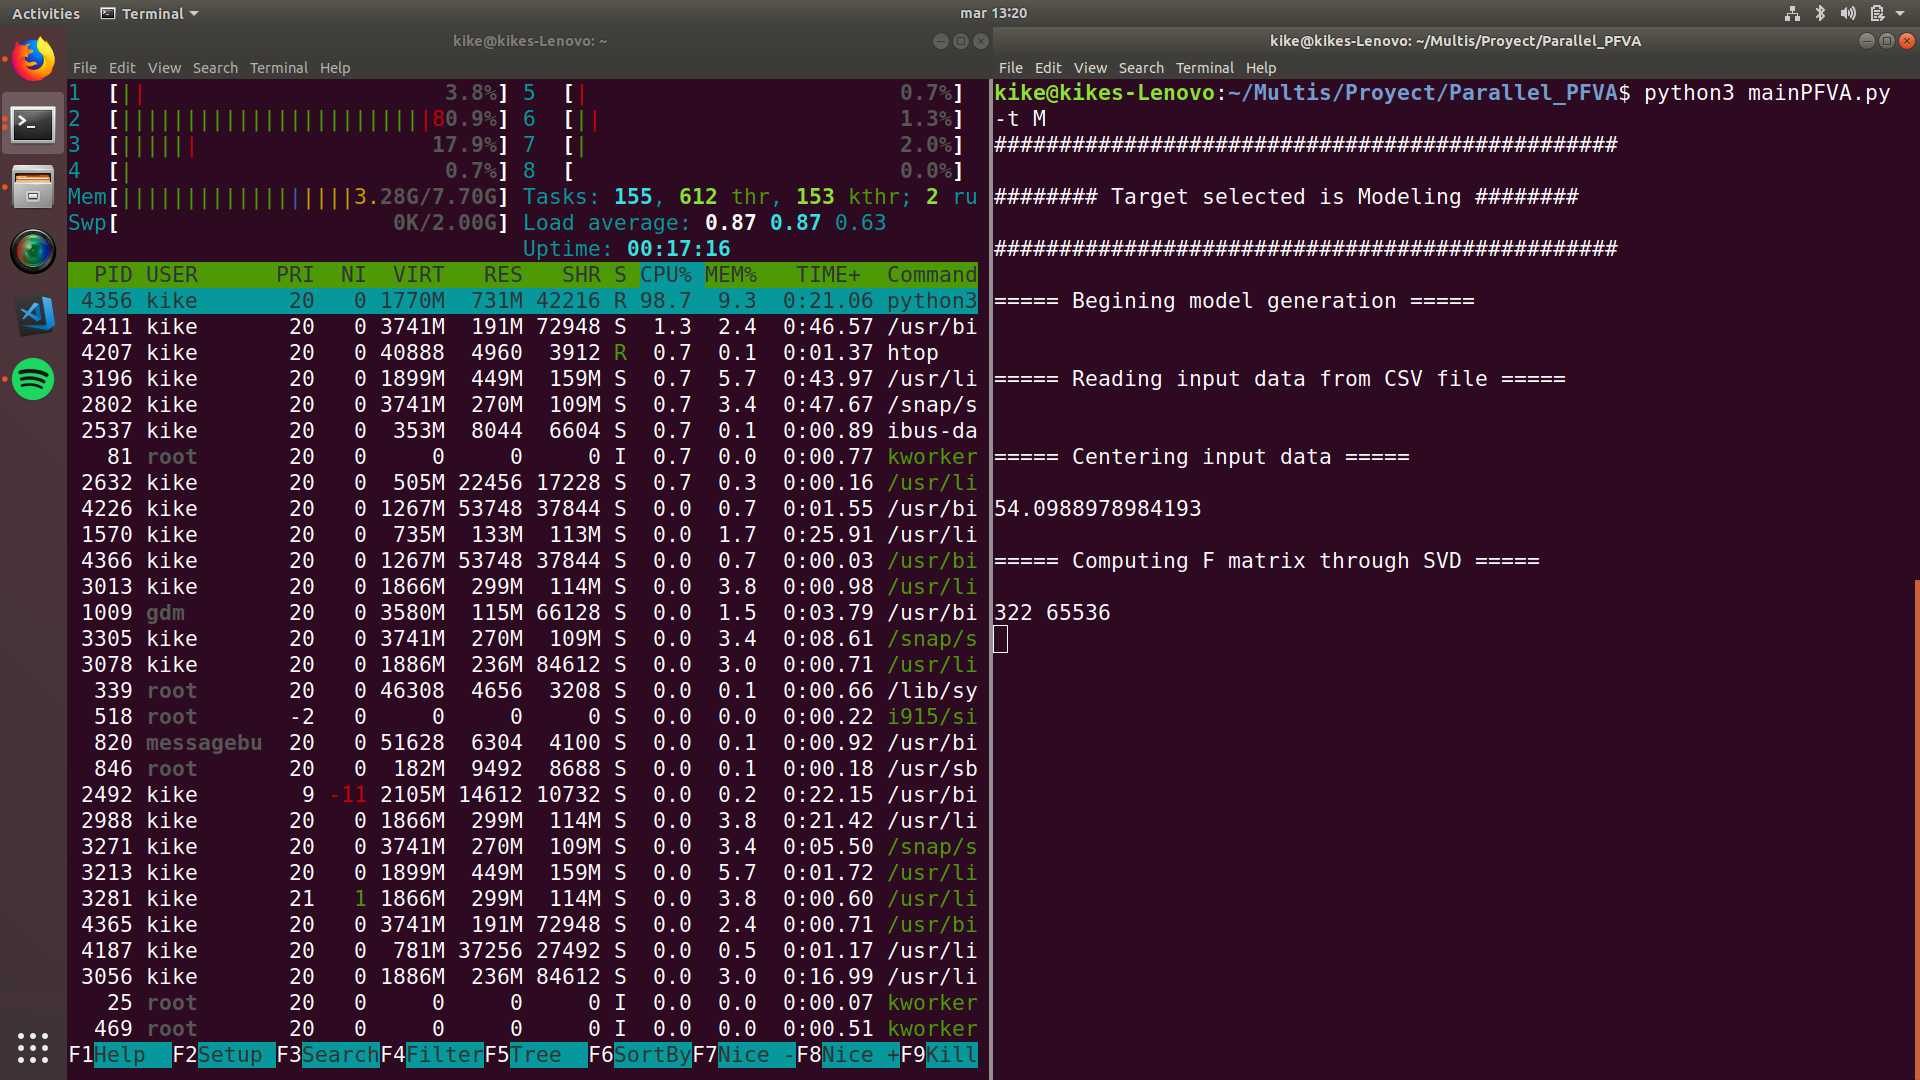 Activities Terminal mar 13:20
kike@kikes-Lenovo: ~
File Edit View Search Terminal Help
1 [|| 3.8%] 5 [| 0.7%]
2 [||||||||||||||||||||||||80.9%] 6 [|| 1.3%]
3 [|||||| 17.9%] 7 [| 2.0%]
4 [| 0.7%] 8 [ 0.0%]
Mem[||||||||||||||||||3.28G/7.70G] Tasks: 155, 612 thr, 153 kthr; 2 ru
Swp[ 0K/2.00G] Load average: 0.87 0.87 0.63
Uptime: 00:17:16
PID USER PRI NI VIRT RES SHR S CPU% MEM% TIME+ Command
4356 kike 20 0 1770M 731M 42216 R 98.7 9.3 0:21.06 python3
2411 kike 20 0 3741M 191M 72948 S 1.3 2.4 0:46.57 /usr/bi
4207 kike 20 0 40888 4960 3912 R 0.7 0.1 0:01.37 htop
3196 kike 20 0 1899M 449M 159M S 0.7 5.7 0:43.97 /usr/li
2802 kike 20 0 3741M 270M 109M S 0.7 3.4 0:47.67 /snap/s
2537 kike 20 0 353M 8044 6604 S 0.7 0.1 0:00.89 ibus-da
81 root 20 0 0 0 0 I 0.7 0.0 0:00.77 kworker
2632 kike 20 0 505M 22456 17228 S 0.7 0.3 0:00.16 /usr/li
4226 kike 20 0 1267M 53748 37844 S 0.0 0.7 0:01.55 /usr/bi
1570 kike 20 0 735M 133M 113M S 0.0 1.7 0:25.91 /usr/li
4366 kike 20 0 1267M 53748 37844 S 0.0 0.7 0:00.03 /usr/bi
3013 kike 20 0 1866M 299M 114M S 0.0 3.8 0:00.98 /usr/li
1009 gdm 20 0 3580M 115M 66128 S 0.0 1.5 0:03.79 /usr/bi
3305 kike 20 0 3741M 270M 109M S 0.0 3.4 0:08.61 /snap/s
3078 kike 20 0 1886M 236M 84612 S 0.0 3.0 0:00.71 /usr/li
339 root 20 0 46308 4656 3208 S 0.0 0.1 0:00.66 /lib/sy
518 root -2 0 0 0 0 S 0.0 0.0 0:00.22 i915/si
820 messagebu 20 0 51628 6304 4100 S 0.0 0.1 0:00.92 /usr/bi
846 root 20 0 182M 9492 8688 S 0.0 0.1 0:00.18 /usr/sb
2492 kike 9 -11 2105M 14612 10732 S 0.0 0.2 0:22.15 /usr/bi
2988 kike 20 0 1866M 299M 114M S 0.0 3.8 0:21.42 /usr/li
3271 kike 20 0 3741M 270M 109M S 0.0 3.4 0:05.50 /snap/s
3213 kike 20 0 1899M 449M 159M S 0.0 5.7 0:01.72 /usr/li
3281 kike 21 1 1866M 299M 114M S 0.0 3.8 0:00.60 /usr/li
4365 kike 20 0 3741M 191M 72948 S 0.0 2.4 0:00.71 /usr/bi
4187 kike 20 0 781M 37256 27492 S 0.0 0.5 0:01.17 /usr/li
3056 kike 20 0 1886M 236M 84612 S 0.0 3.0 0:16.99 /usr/li
25 root 20 0 0 0 0 I 0.0 0.0 0:00.07 kworker
469 root 20 0 0 0 0 I 0.0 0.0 0:00.51 kworker
F1Help F2Setup F3SearchF4FilterF5Tree F6SortByF7Nice -F8Nice +F9Kill
kike@kikes-Lenovo: ~/Multis/Proyect/Parallel_PFVA
File Edit View Search Terminal Help
kike@kikes-Lenovo:~/Multis/Proyect/Parallel_PFVA$ python3 mainPFVA.py
-t M
################################################
######## Target selected is Modeling ########
################################################
===== Begining model generation =====
===== Reading input data from CSV file =====
===== Centering input data =====
54.0988978984193
===== Computing F matrix through SVD =====
322 65536